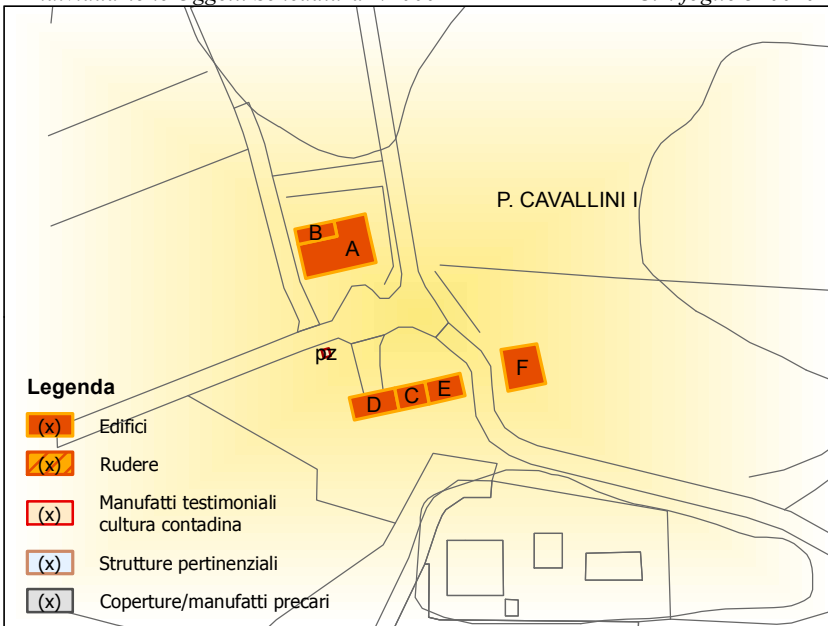 P. CAVALLINI I
B
A
pz
F
D C E
Legenda
(x) Edifici
(x) Rudere
(x) Manufatti testimoniali
cultura contadina
(x) Strutture pertinenziali
(x) Coperture/manufatti precari